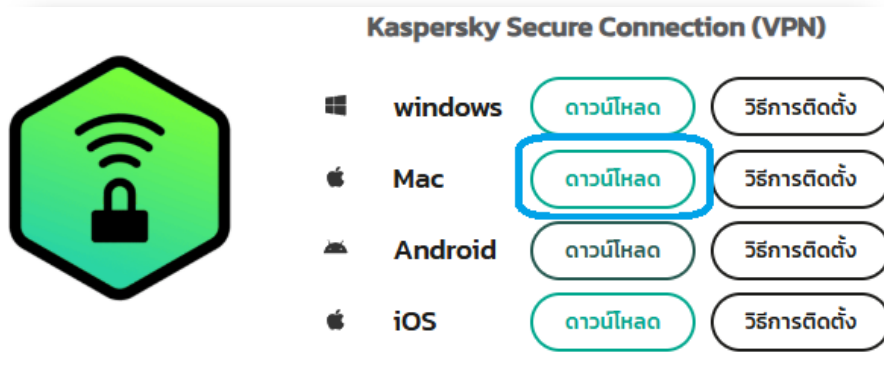 Kaspersky Secure Connection (VPN)
windows ดาวน์โหลด วิธีการติดตั้ง
Mac ดาวน์โหลด วิธีการติดตั้ง
Android ดาวน์โหลด วิธีการติดตั้ง
iOS ดาวน์โหลด วิธีการติดตั้ง